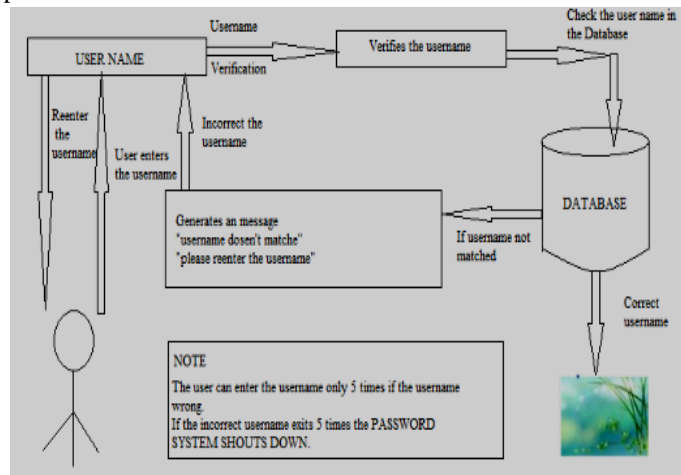 Username
Check the user name in
the Database
USER NAME
Verifies the username
Verification
Reenter
the
username
User enters
the username
Incorrect the
username
DATABASE
Generates an message
"username dosen't matche"
"please reenter the username"
If username not
matched
Correct
username
NOTE
The user can enter the username only 5 times if the username
wrong.
If the incorrect username exits 5 times the PASSWORD
SYSTEM SHOUTS DOWN.